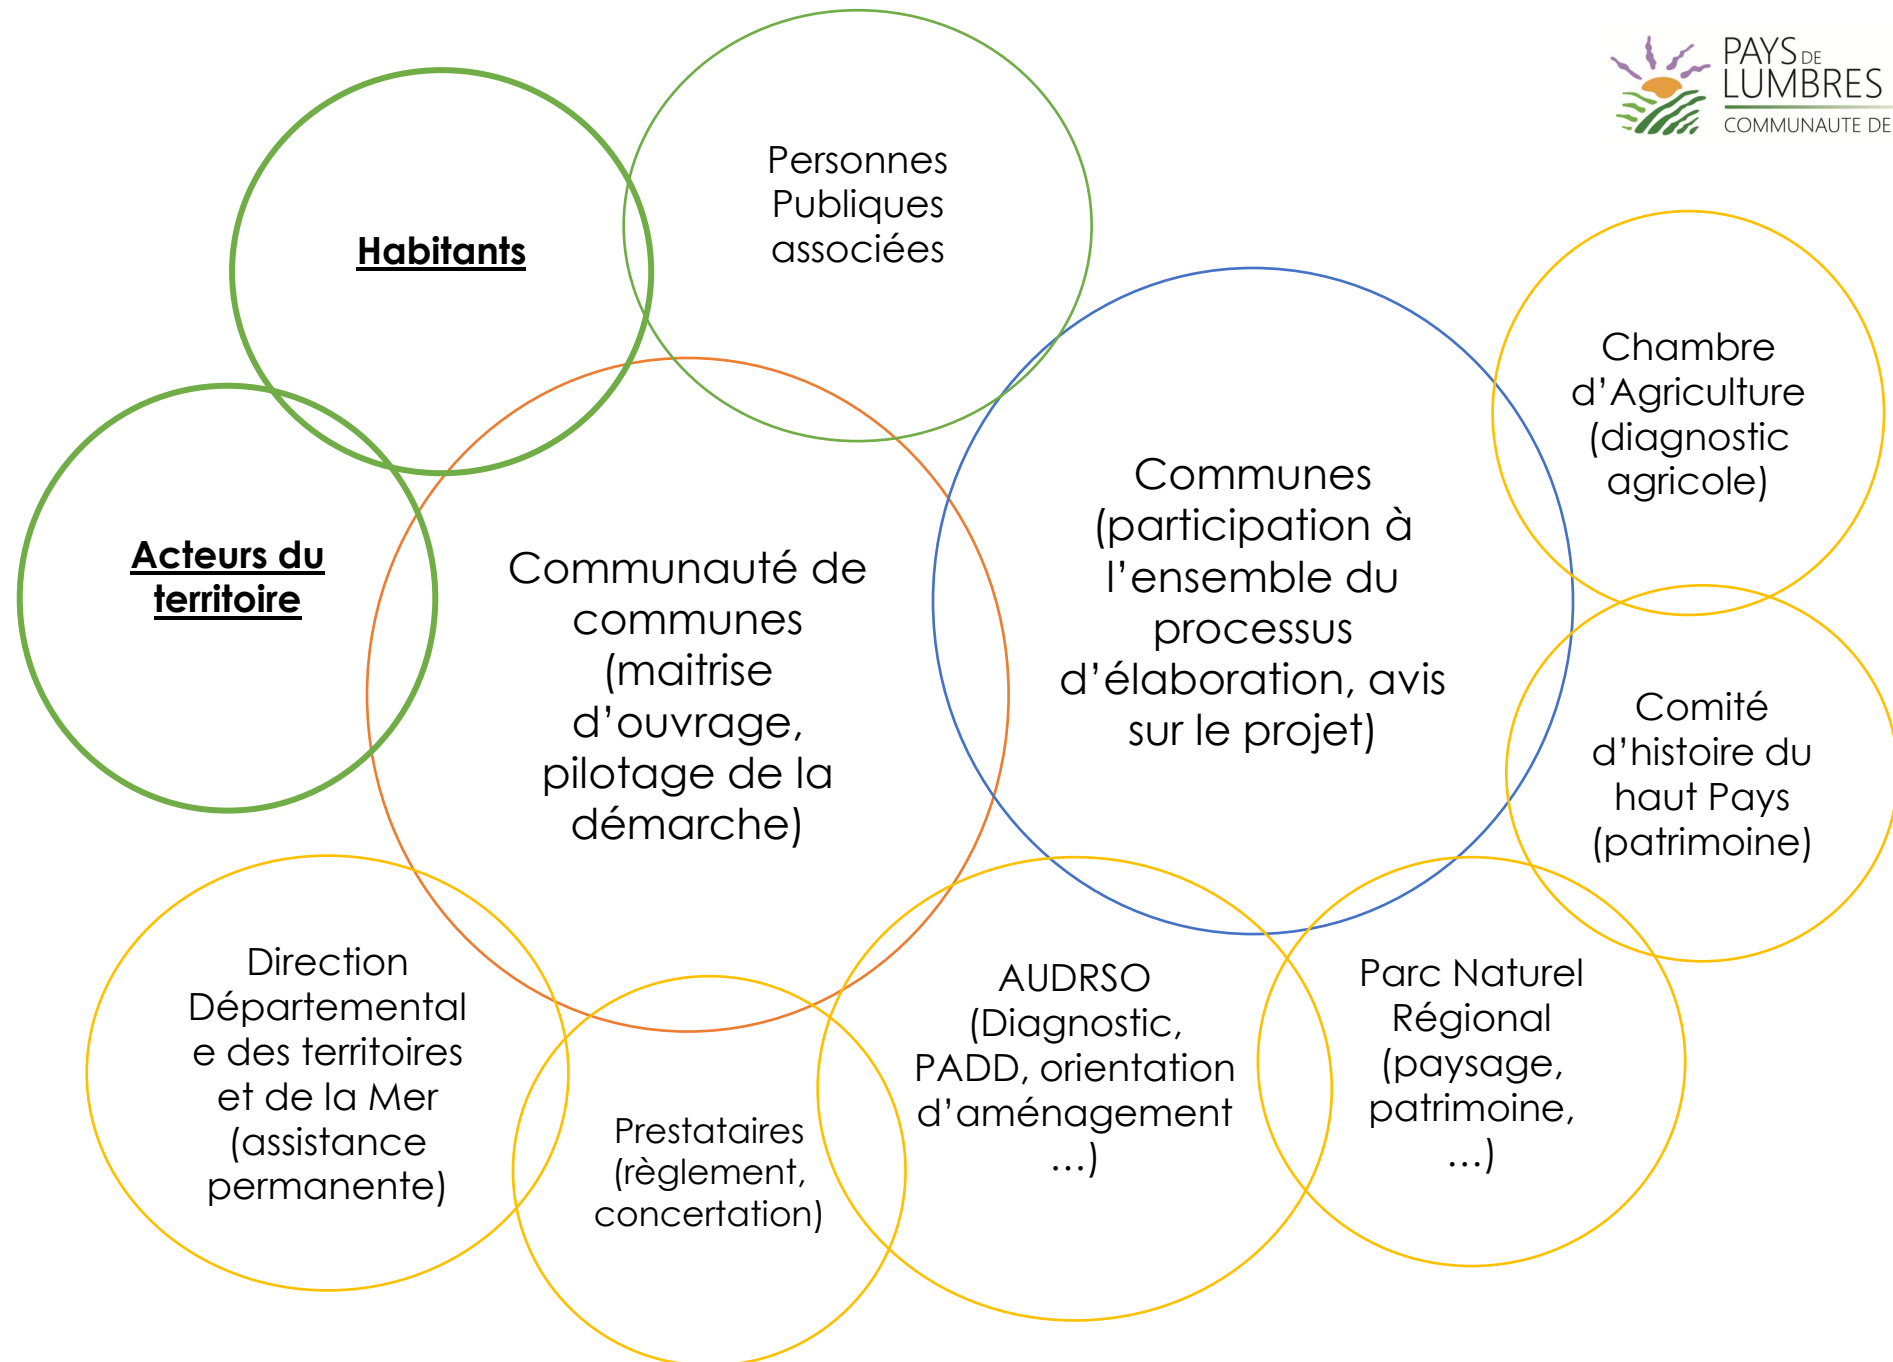 PAYS DE
LUMBRES
COMMUNAUTE DE
Personnes
Publiques
associées
Habitants
Chambre
d’Agriculture
(diagnostic
agricole)
Communes
(participation à
l’ensemble du
processus
d’élaboration, avis
sur le projet)
Acteurs du
territoire
Communauté de
communes
(maitrise
d’ouvrage,
pilotage de la
démarche)
Comité
d’histoire du
haut Pays
(patrimoine)
Direction
Départemental
e des territoires
et de la Mer
(assistance
permanente)
Prestataires
(règlement,
concertation)
AUDRSO
(Diagnostic,
PADD, orientation
d’aménagement
…)
Parc Naturel
Régional
(paysage,
patrimoine,
…)